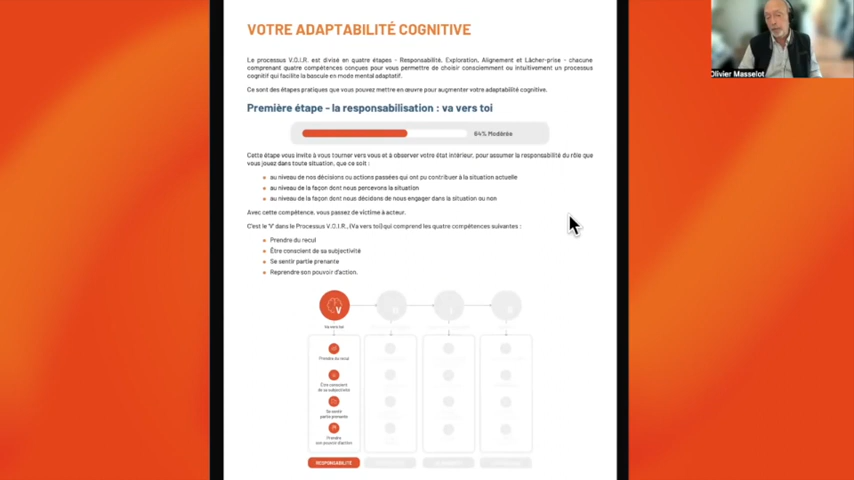 VOTRE ADAPTABILITÉ COGNITIVE
Olivier Masselot
Le processus V.O.I.R. est divisé en quatre étapes - Responsabilité, Exploration, Alignement et Lâcher-prise - chacune
comprenant quatre compétences conçues pour vous permettre de choisir consciemment ou intuitivement un processus
cognitif qui facilite la bascule en mode mental adaptatif.
Ce sont des étapes pratiques que vous pouvez mettre en œuvre pour augmenter votre adaptabilité cognitive.
Première étape - la responsabilisation : va vers toi
64% Modérée
Cette étape vous invite à vous tourner vers vous et à observer votre état intérieur, pour assumer la responsabilité du rôle que
vous jouez dans toute situation, que ce soit :
au niveau de nos décisions ou actions passées qui ont pu contribuer à la situation actuelle
au niveau de la façon dont nous percevons la situation
au niveau de la façon dont nous décidons de nous engager dans la situation ou non
Avec cette compétence, vous passez de victime à acteur.
C'est le 'V' dans le Processus V.O.I.R., (Va vers toi) qui comprend les quatre compétences suivantes :
Prendre du recul
Être conscient de sa subjectivité
Se sentir partie prenante
Reprendre son pouvoir d'action.
V
Va vers toi
Prendre du recul
Être conscient
de sa subjectivité
Se sentir
partie prenante
Prendre
son pouvoir d'action
RESPONSABILITÉ